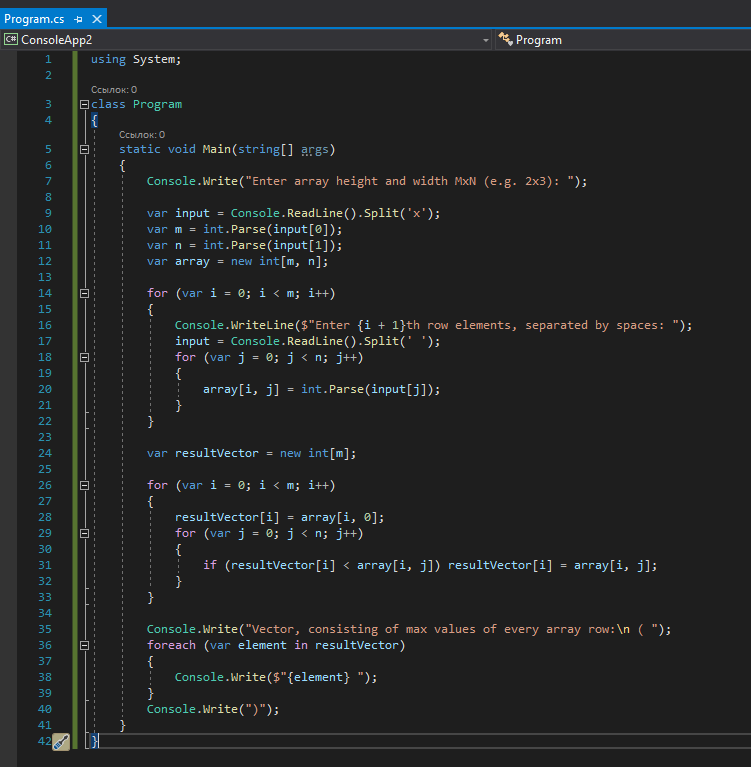 Program.cs
C# ConsoleApp2 Program
1 using System;
2
Ссылок: 0
3 class Program
4 {
Ссылок: 0
5     static void Main(string[] args)
6     {
7         Console.Write("Enter array height and width MxN (e.g. 2x3): ");
8
9         var input = Console.ReadLine().Split('x');
10         var m = int.Parse(input[0]);
11         var n = int.Parse(input[1]);
12         var array = new int[m, n];
13
14         for (var i = 0; i < m; i++)
15         {
16             Console.WriteLine($"Enter {i + 1}th row elements, separated by spaces: ");
17             input = Console.ReadLine().Split(' ');
18             for (var j = 0; j < n; j++)
19             {
20                 array[i, j] = int.Parse(input[j]);
21             }
22         }
23
24         var resultVector = new int[m];
25
26         for (var i = 0; i < m; i++)
27         {
28             resultVector[i] = array[i, 0];
29             for (var j = 0; j < n; j++)
30             {
31                 if (resultVector[i] < array[i, j]) resultVector[i] = array[i, j];
32             }
33         }
34
35         Console.Write("Vector, consisting of max values of every array row:\n ( ");
36         foreach (var element in resultVector)
37         {
38             Console.Write($"{element} ");
39         }
40         Console.Write(")");
41     }
42 }